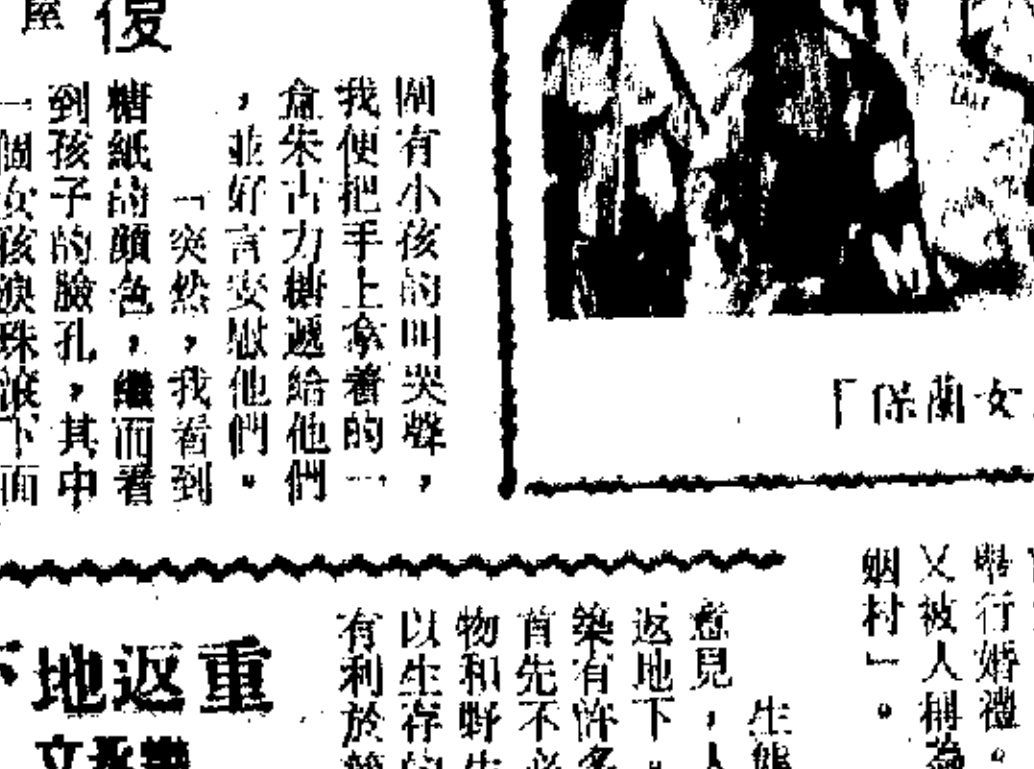 屋
復
關有小孩的叫哭聲，
我便把手上拿着的一
盒朱古力糖遞給他們
，並好言安慰他們。
「突然，我看到
糖紙的顏色，繼而看
到孩子的臉孔，其中
一個女孩淚珠滾下面
「保蘭女
舉行婚禮。
又被人稱為
姻村」。
重返地下
生態
意見，人
返地下。
築有許多
首先不必
物和野生
以生存的
有利於